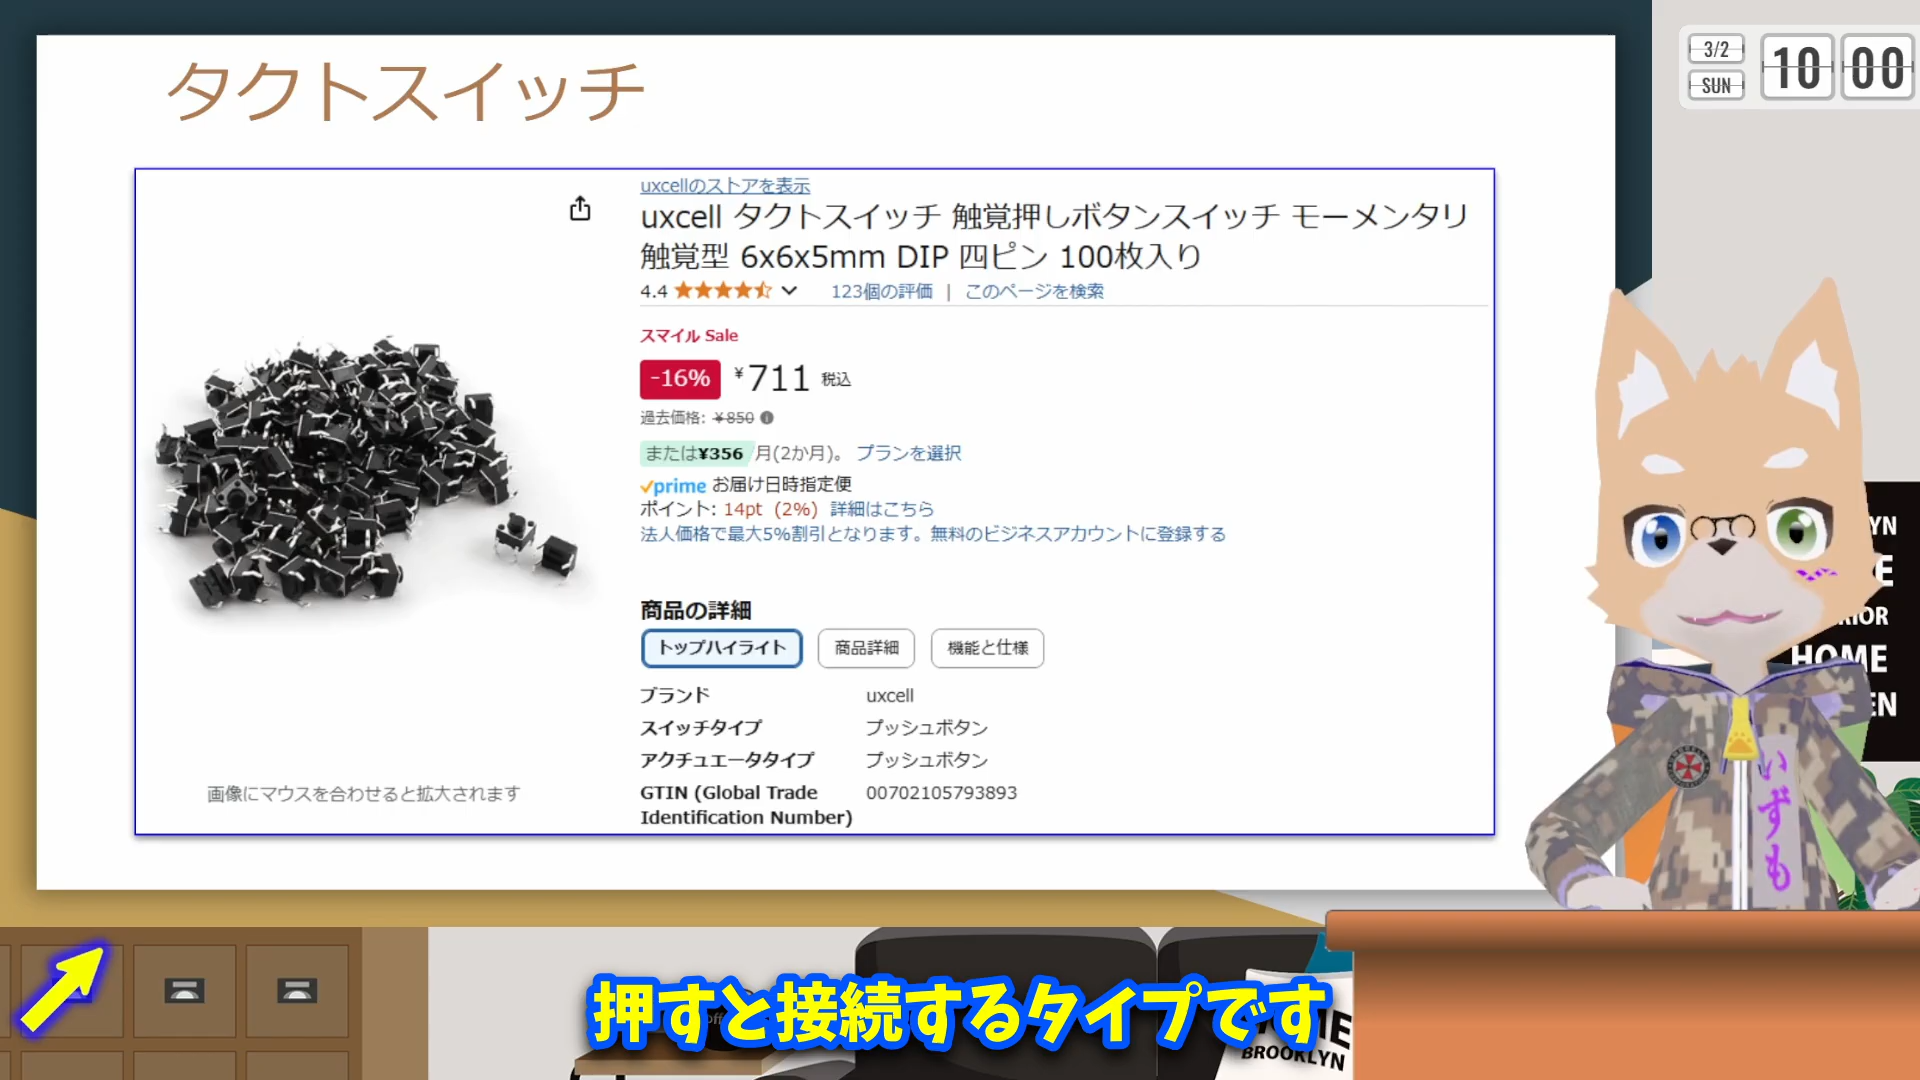 タクトスイッチ
3/2
SUN
10 00
uxcellのストアを表示
uxcell タクトスイッチ 触覚押しボタンスイッチ モーメンタリ
触覚型 6x6x5mm DIP 四ピン 100枚入り
4.4 ★★★★ 123個の評価 | このページを検索
スマイル Sale
-16% ¥711 税込
過去価格: ¥850
または¥356 月(2か月)。 プランを選択
prime お届け日時指定便
ポイント: 14pt (2%) 詳細はこちら
法人価格で最大5%割引となります。無料のビジネスアカウントに登録する
商品の詳細
トップハイライト 商品詳細 機能と仕様
ブランド uxcell
スイッチタイプ プッシュボタン
アクチュエータタイプ プッシュボタン
GTIN (Global Trade Identification Number) 00702105793893
画像にマウスを合わせると拡大されます
HOME
いずも
押すと接続するタイプです
BROOKLYN